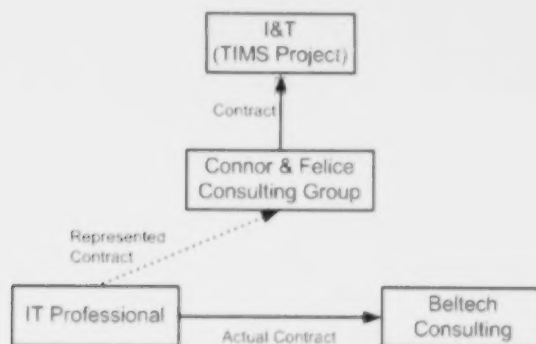 I&T
(TIMS Project)
Contract
Connor & Felice
Consulting Group
Represented
Contract
IT Professional
Actual Contract
Beltech
Consulting